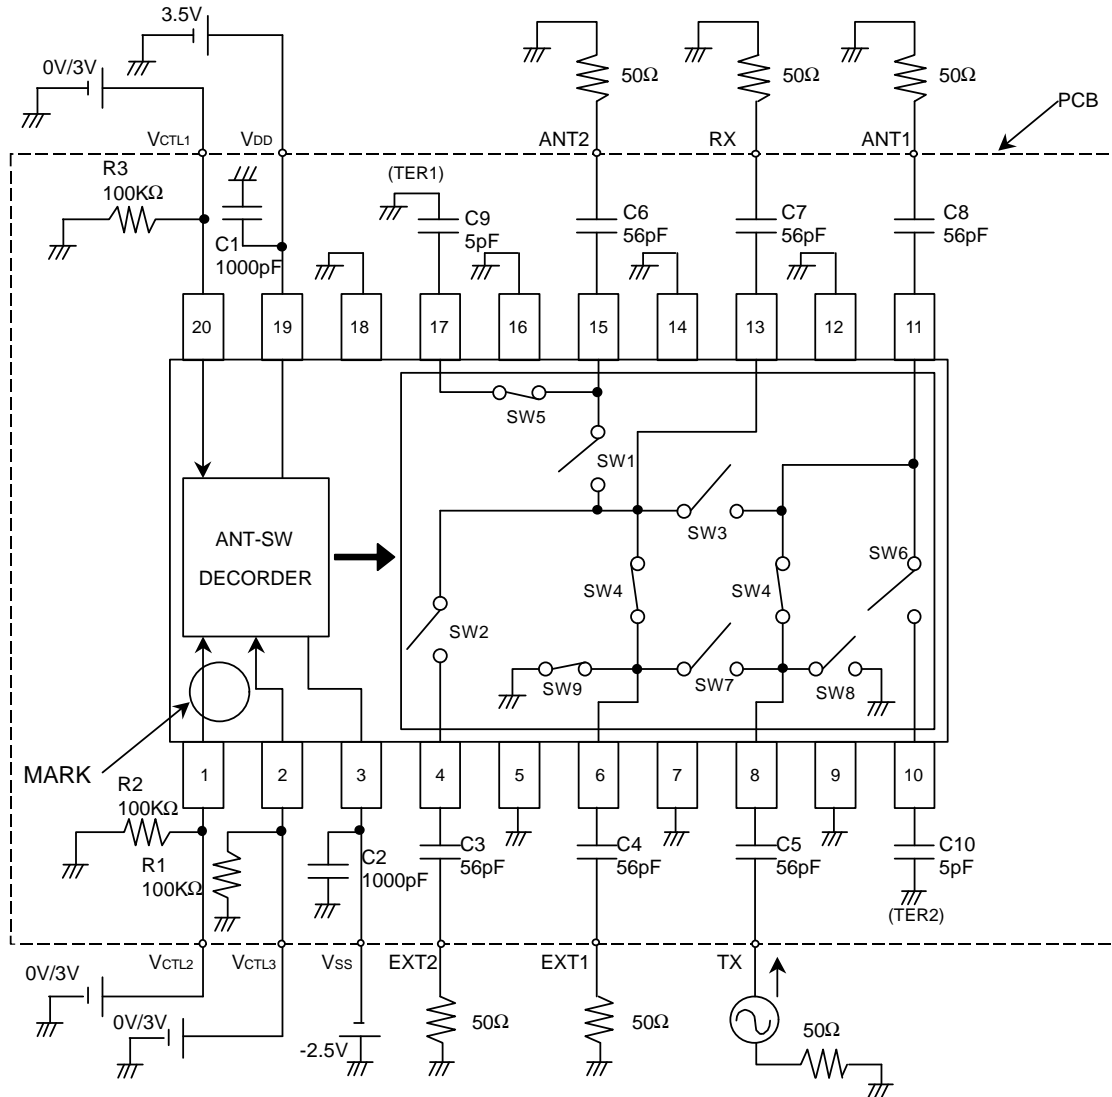 3.5V
0V/3V
50Ω
50Ω
50Ω
PCB
VCTL1
VDD
ANT2
RX
ANT1
R3
100KΩ
(TER1)
C1
1000pF
C9
5pF
C6
56pF
C7
56pF
C8
56pF
20
19
18
17
16
15
14
13
12
11
SW5
SW1
ANT-SW
DECORDER
SW3
SW6
SW4
SW4
SW2
SW9
SW7
SW8
MARK
1
2
3
4
5
6
7
8
9
10
R2
100KΩ
R1
100KΩ
C2
1000pF
C3
56pF
C4
56pF
C5
56pF
C10
5pF
(TER2)
VCTL2
VCTL3
VSS
EXT2
EXT1
TX
0V/3V
0V/3V
-2.5V
50Ω
50Ω
50Ω